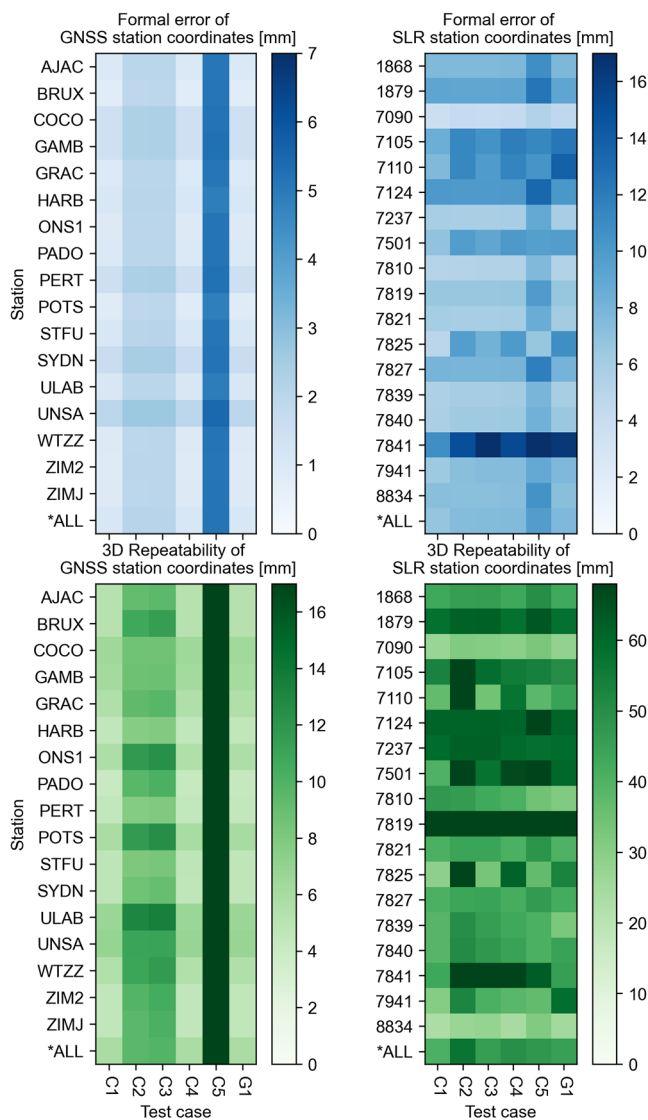 Formal error of
GNSS station coordinates [mm]
AJAC
BRUX
COCO
GAMB
GRAC
HARB
ONS1
PADO
PERT
POTS
STFU
SYDN
ULAB
UNSA
WTZZ
ZIM2
ZIMJ
*ALL
Station
7
6
5
4
3
2
1
0
Formal error of
SLR station coordinates [mm]
1868
1879
7090
7105
7110
7124
7237
7501
7810
7819
7821
7825
7827
7839
7840
7841
7941
8834
*ALL
16
14
12
10
8
6
4
2
0
3D Repeatability of
GNSS station coordinates [mm]
AJAC
BRUX
COCO
GAMB
GRAC
HARB
ONS1
PADO
PERT
POTS
STFU
SYDN
ULAB
UNSA
WTZZ
ZIM2
ZIMJ
*ALL
Station
16
14
12
10
8
6
4
2
0
C1
C2
C3
C4
C5
G1
Test case
3D Repeatability of
SLR station coordinates [mm]
1868
1879
7090
7105
7110
7124
7237
7501
7810
7819
7821
7825
7827
7839
7840
7841
7941
8834
*ALL
60
50
40
30
20
10
0
C1
C2
C3
C4
C5
G1
Test case